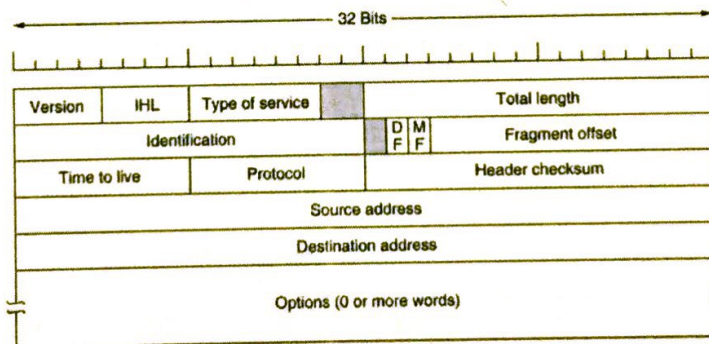 32 Bits
Version IHL Type of service Total length
Identification D F M F Fragment offset
Time to live Protocol Header checksum
Source address
Destination address
Options (0 or more words)